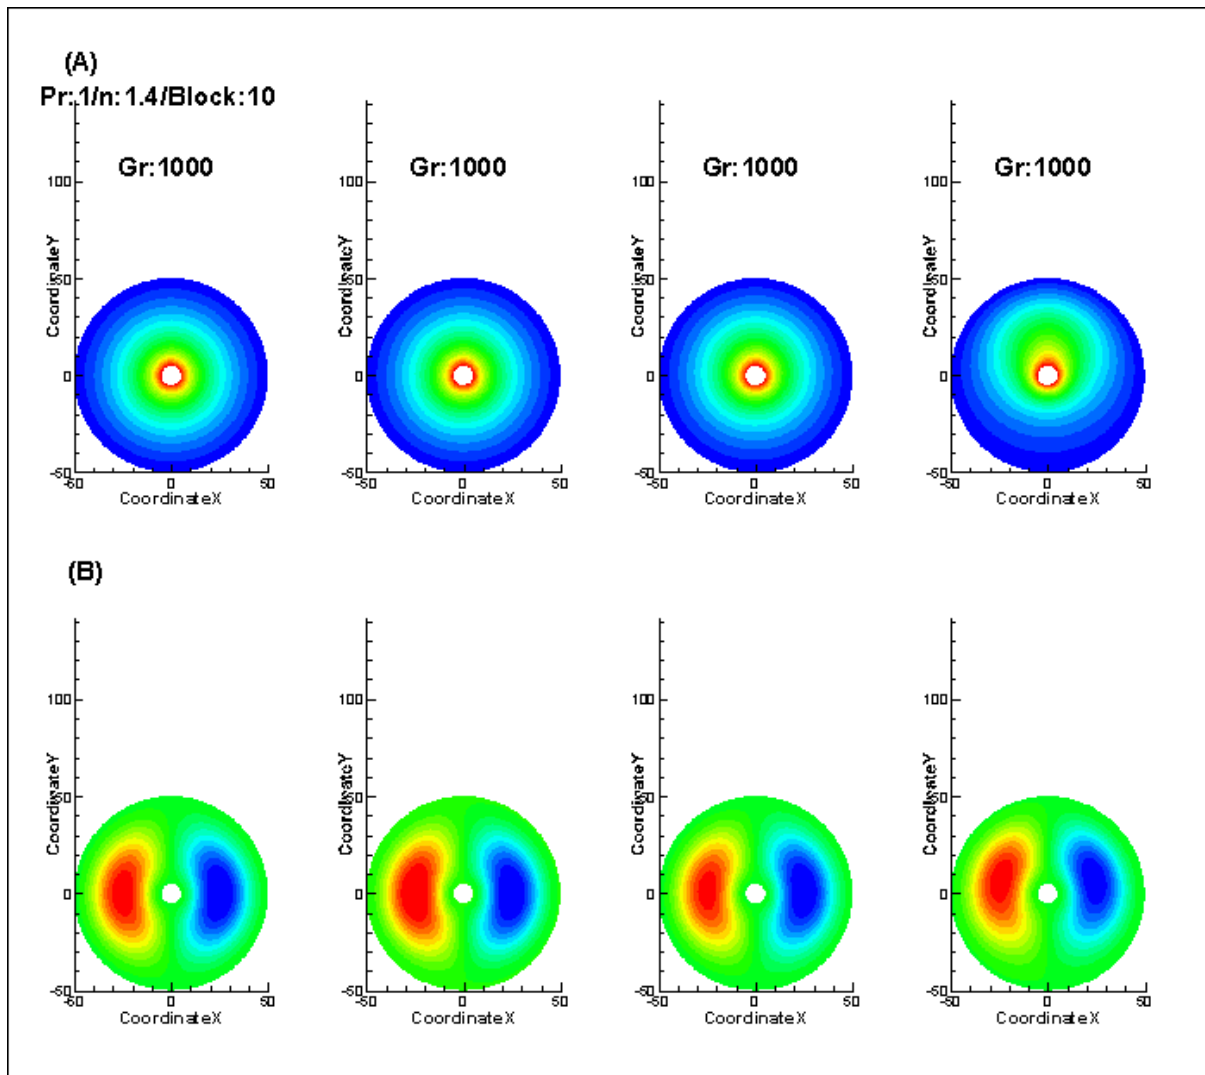 (A)
Pr:1/n:1.4/Block:10
Gr:1000 Gr:1000 Gr:1000 Gr:1000
100 100 100 100
CoordinateY CoordinateY CoordinateY CoordinateY
50 50 50 50
0 0 0 0
-50 -50 -50 -50
-50 0 50 -50 0 50 -50 0 50 -50 0 50
CoordinateX CoordinateX CoordinateX CoordinateX
(B)
100 100 100 100
CoordinateY CoordinateY CoordinateY CoordinateY
50 50 50 50
0 0 0 0
-50 -50 -50 -50
-50 0 50 -50 0 50 -50 0 50 -50 0 50
CoordinateX CoordinateX CoordinateX CoordinateX